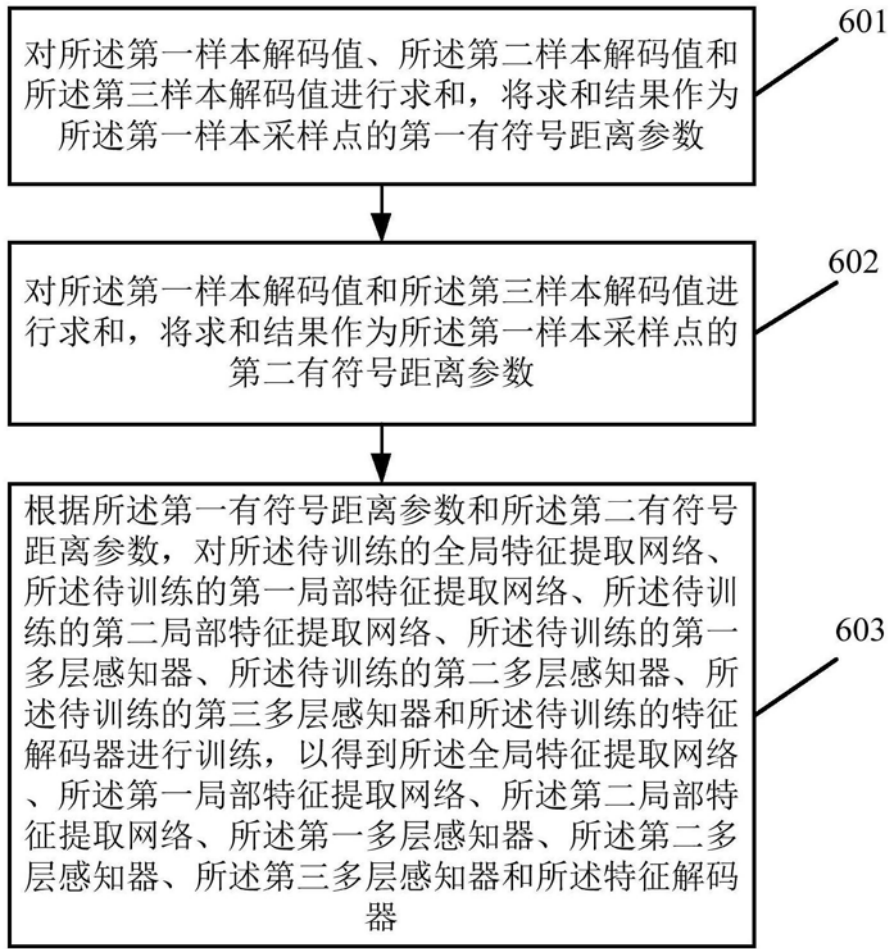 对所述第一样本解码值、所述第二样本解码值和
所述第三样本解码值进行求和，将求和结果作为
所述第一样本采样点的第一有符号距离参数
601
对所述第一样本解码值和所述第三样本解码值进
行求和，将求和结果作为所述第一样本采样点的
第二有符号距离参数
602
根据所述第一有符号距离参数和所述第二有符号
距离参数，对所述待训练的全局特征提取网络、
所述待训练的第一局部特征提取网络、所述待训
练的第二局部特征提取网络、所述待训练的第一
多层感知器、所述待训练的第二多层感知器、所
述待训练的第三多层感知器和所述待训练的特征
解码器进行训练，以得到所述全局特征提取网络
、所述第一局部特征提取网络、所述第二局部特
征提取网络、所述第一多层感知器、所述第二多
层感知器、所述第三多层感知器和所述特征解码
器
603